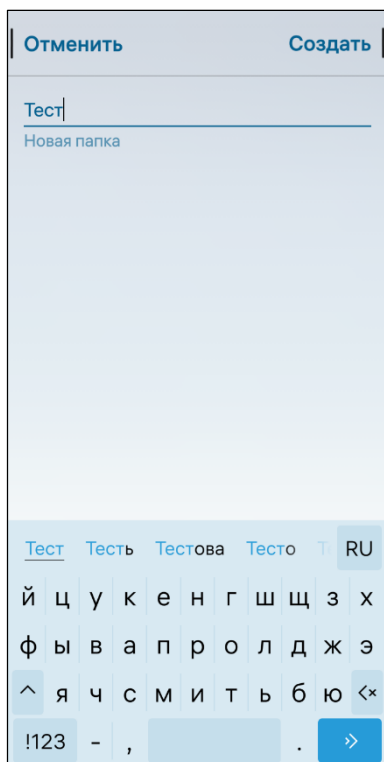 Отменить Создать
Тест
Новая папка
Тест Тесть Тестова Тесто RU
й ц у к е н г ш щ з х
ф ы в а п р о л д ж э
я ч с м и т ь б ю
!123 - , .